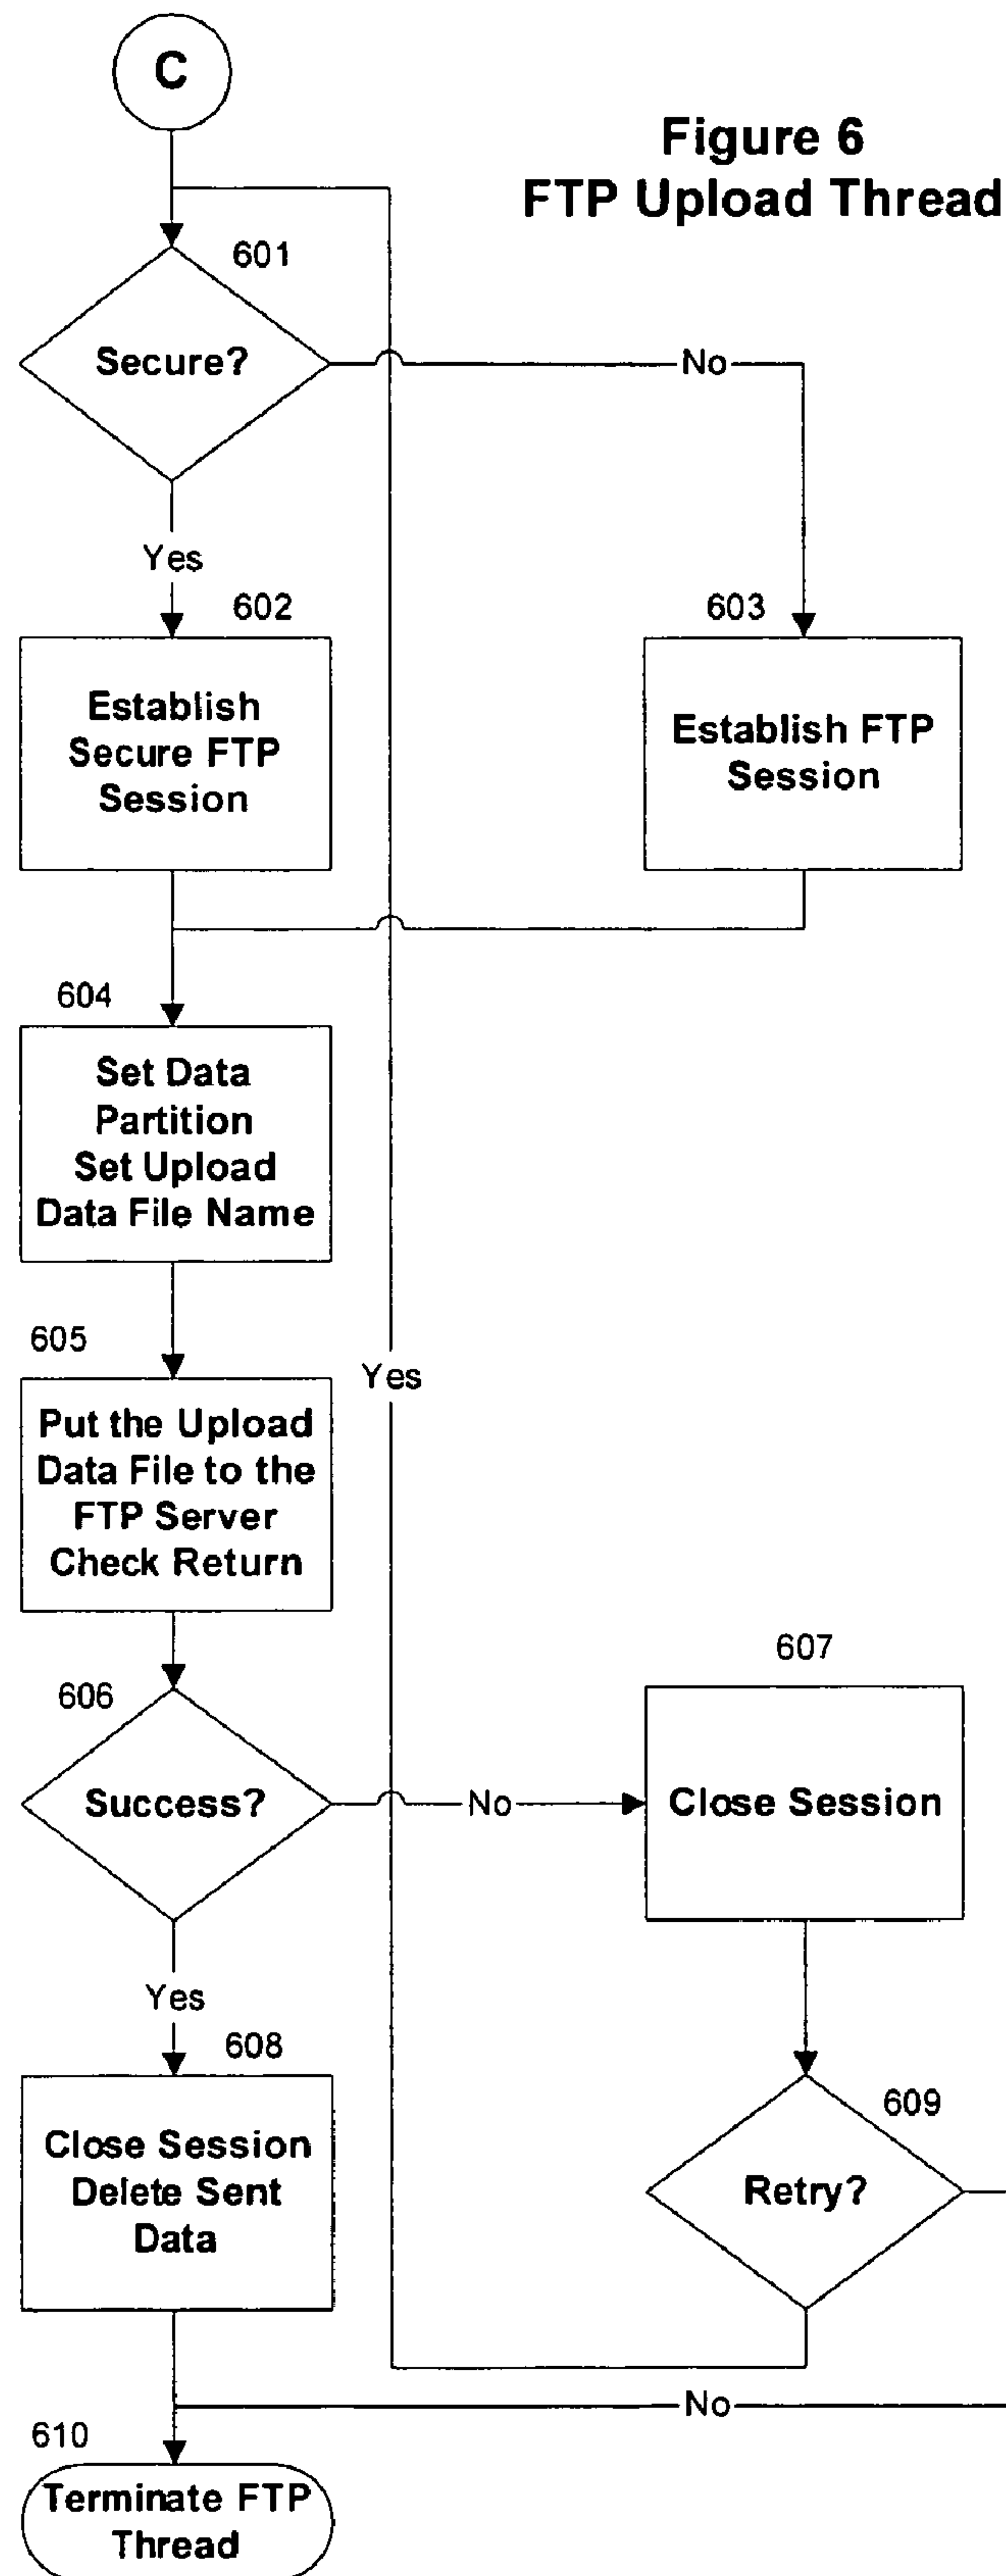 C
Figure 6
FTP Upload Thread
601
Secure?
No
Yes
602
603
Establish
Secure FTP
Session
Establish FTP
Session
604
Set Data
Partition
Set Upload
Data File Name
605
Yes
Put the Upload
Data File to the
FTP Server
Check Return
606
607
Success?
No
Close Session
Yes
608
609
Close Session
Delete Sent
Data
Retry?
No
610
Terminate FTP
Thread